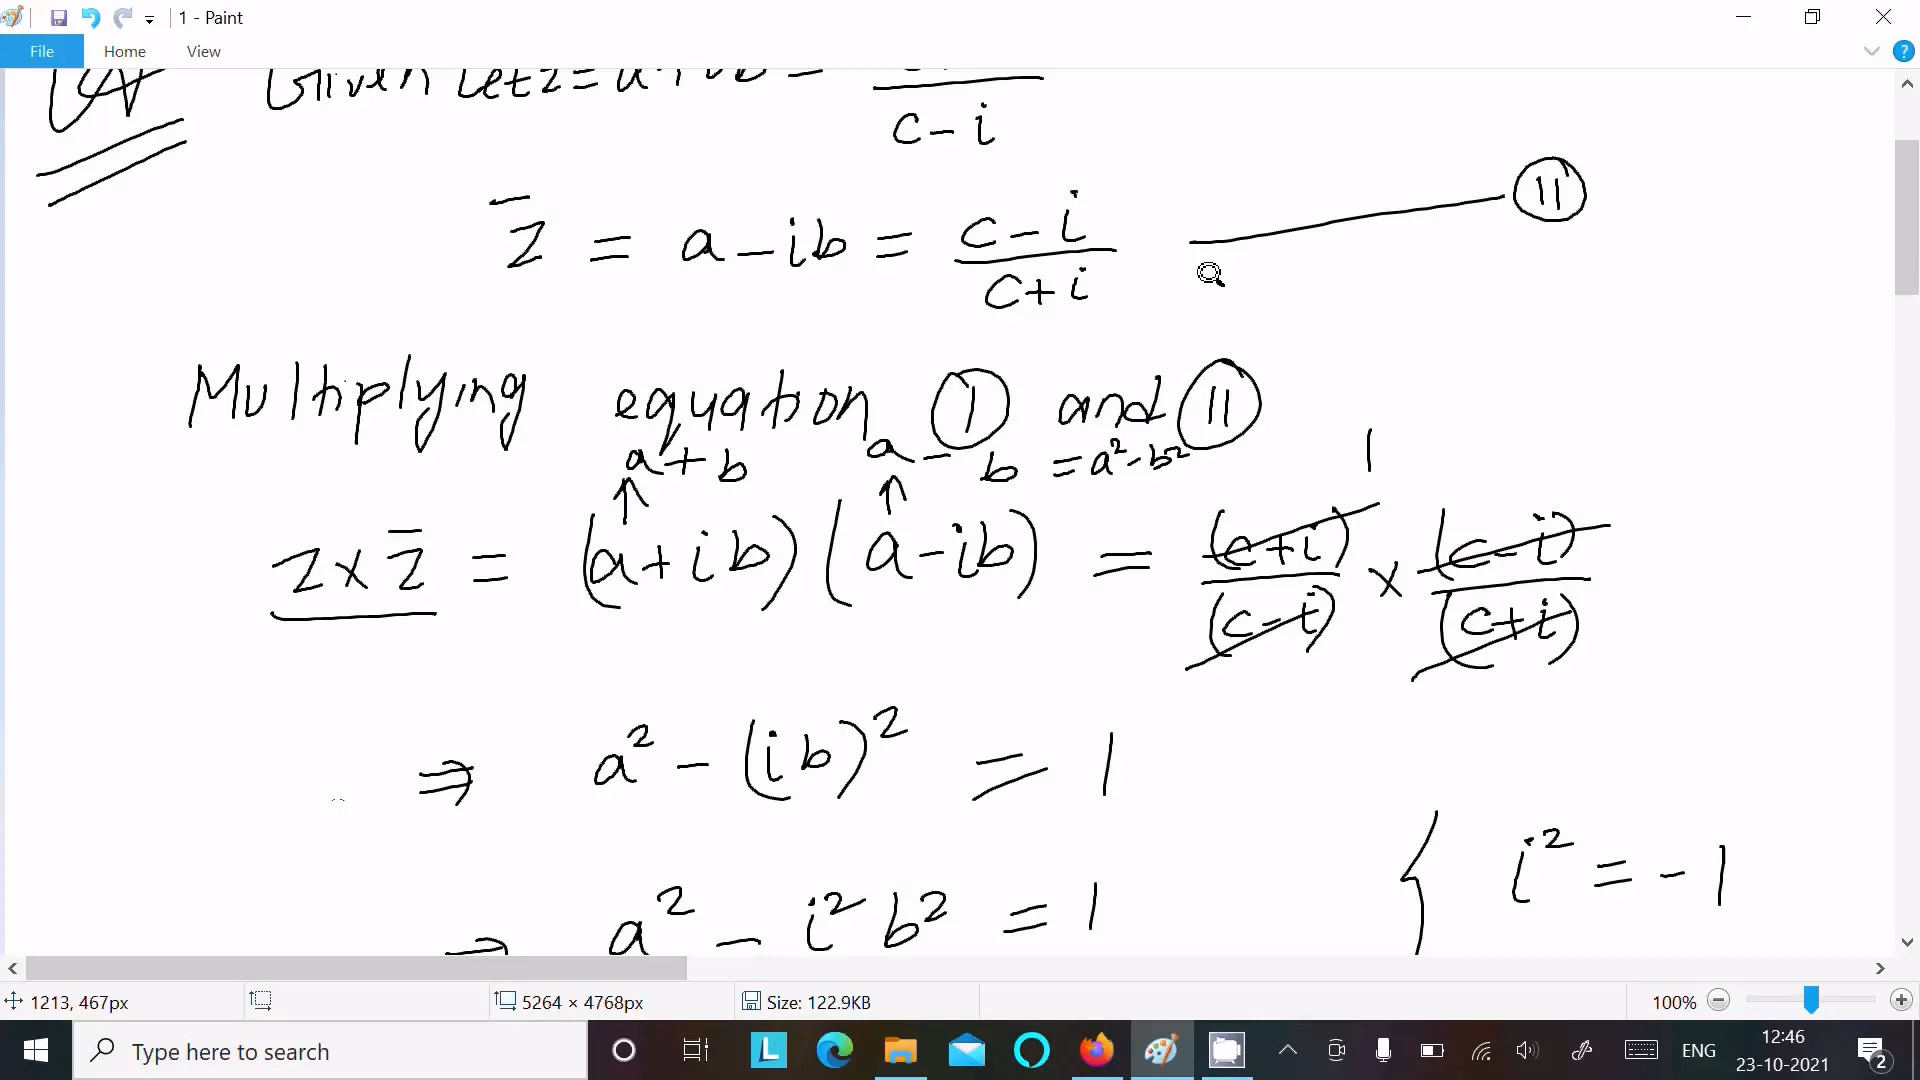 1 - Paint
File Home View
Given Let z = a + ib =
c - i
z̄ = a - ib = (c - i)/(c + i) —— II
Multiplying equation I and II
a + b a - b = a² - b² 1
z × z̄ = (a + ib)(a - ib) = (c + i)/(c - i) × (c - i)/(c + i)
⇒ a² - (ib)² = 1
{ i² = -1
⇒ a² - i²b² = 1
1213, 467px 5264 × 4768px Size: 122.9KB 100%
Type here to search ENG 12:46
23-10-2021 2